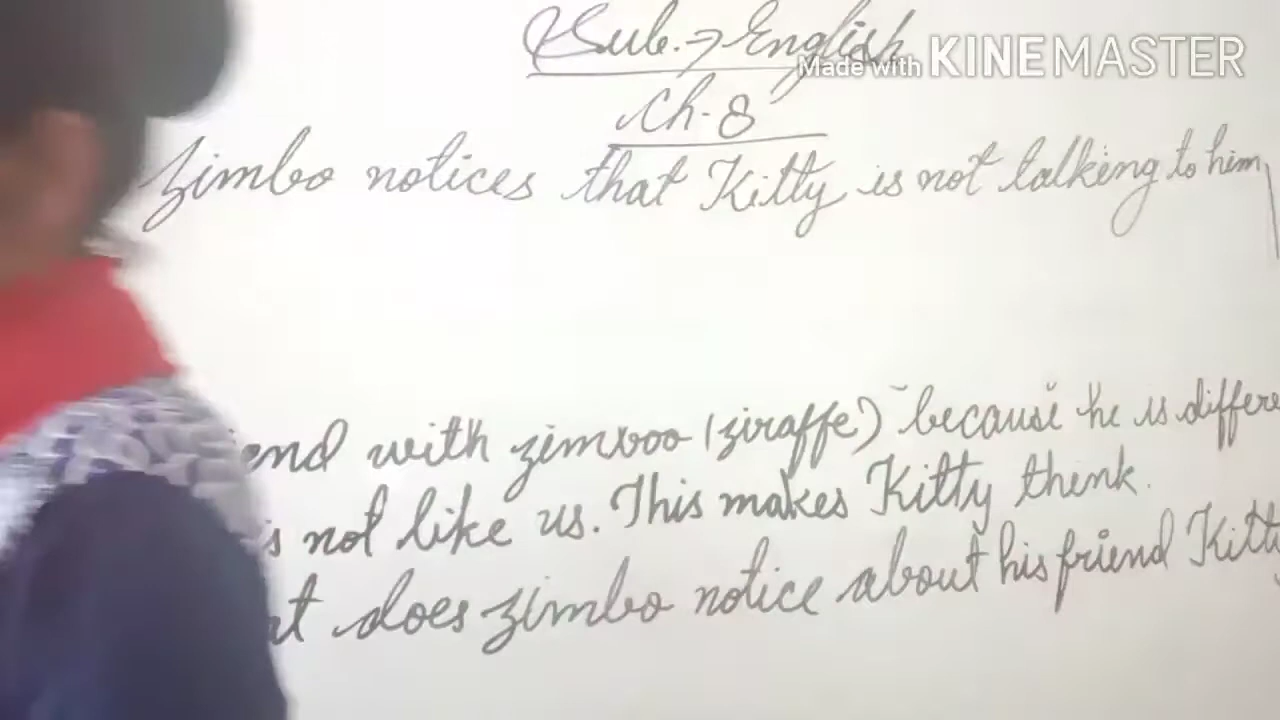 Sub. → English
Made with KINEMASTER
Ch-8
Zimbo notices that Kitty is not talking to him,
end with zimboo (ziraffe) because he is differe
is not like us. This makes Kitty think.
at does zimbo notice about his friend Kitty